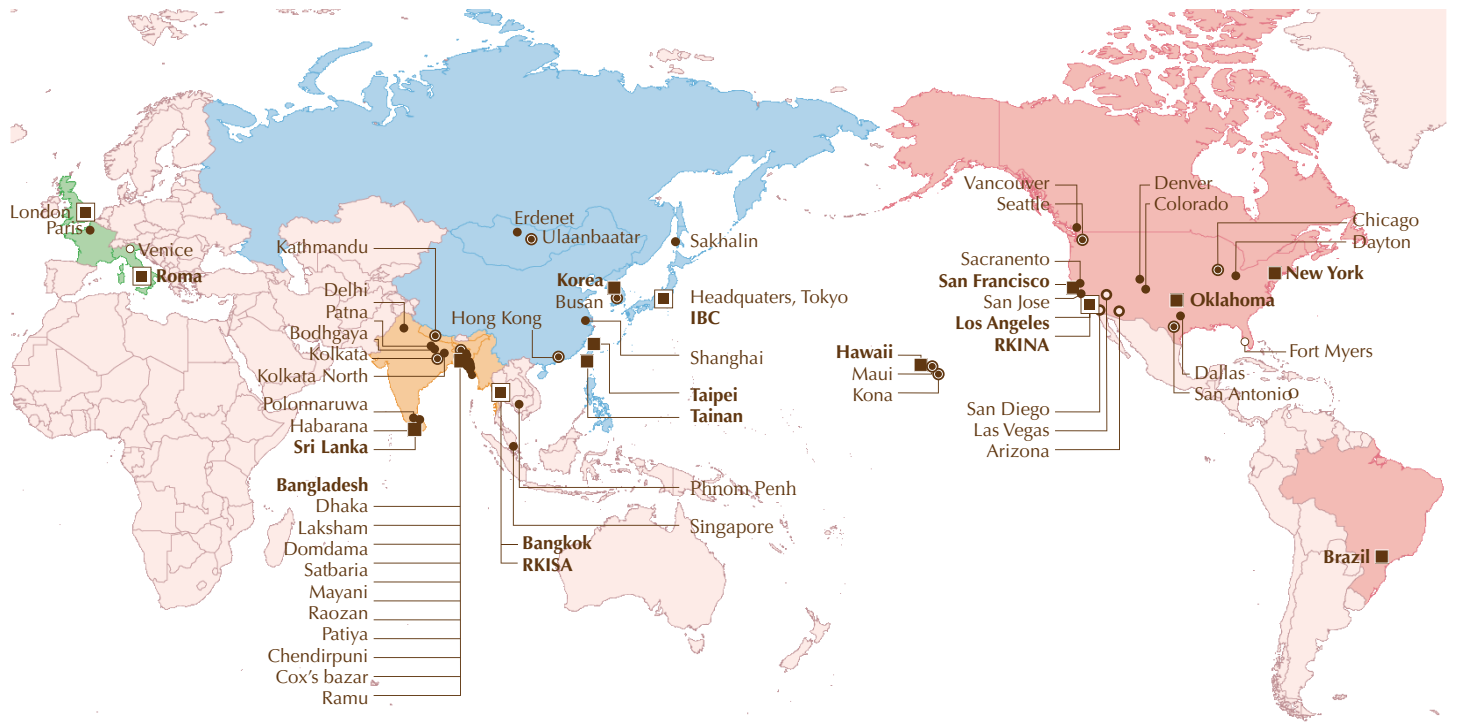 London
Paris
Venice
Roma
Kathmandu
Delhi
Patna
Bodhgaya
Kolkata
Kolkata North
Polonnaruwa
Habarana
Sri Lanka
Bangladesh
Dhaka
Laksham
Domdama
Satbaria
Mayani
Raozan
Patiya
Chendirpuni
Cox's bazar
Ramu
Erdenet
Ulaanbaatar
Sakhalin
Korea
Busan
Hong Kong
Headquaters, Tokyo
IBC
Shanghai
Taipei
Tainan
Phnom Penh
Singapore
Bangkok
RKISA
Hawaii
Maui
Kona
Vancouver
Seattle
Sacranento
San Francisco
San Jose
Los Angeles
RKINA
San Diego
Las Vegas
Arizona
Denver
Colorado
Chicago
Dayton
New York
Oklahoma
Fort Myers
Dallas
San Antonio
Brazil